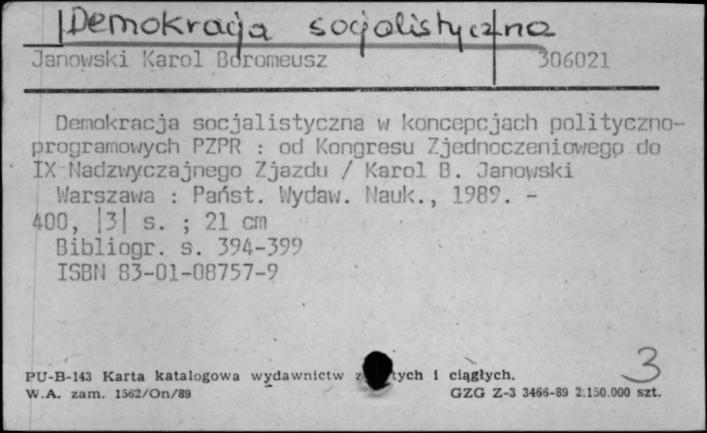 Demokracja socjalistyczna
Janowski Karol Boromeusz 306021
Demokracja socjalistyczna w koncepcjach polityczno-
programowych PZPR : od Kongresu Zjednoczeniowego do
IX Nadzwyczajnego Zjazdu / Karol B. Janowski
Warszawa : Państ. Wydaw. Nauk., 1989. -
400, |3| s. ; 21 cm
Bibliogr. s. 394-399
ISBN 83-01-08757-9
3
PU-B-143 Karta katalogowa wydawnictw i ciągłych.
W.A. zam. 1562/On/89 GZG Z-3 3466-89 2.150.000 szt.